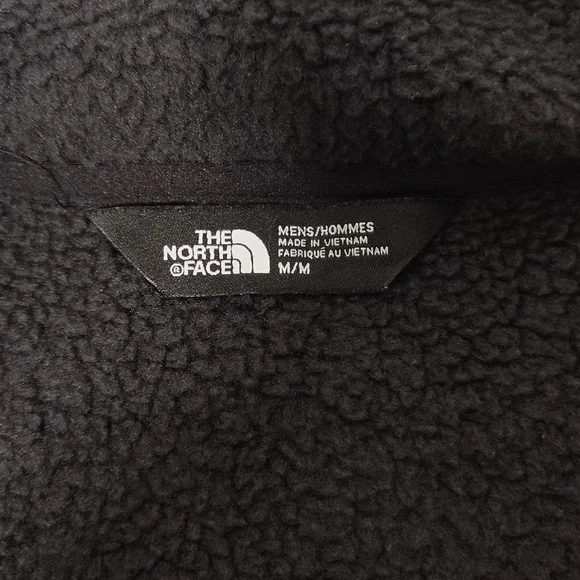 THE
NORTH
®FACE
MENS/HOMMES
MADE IN VIETNAM
FABRIQUÉ AU VIETNAM
M/M